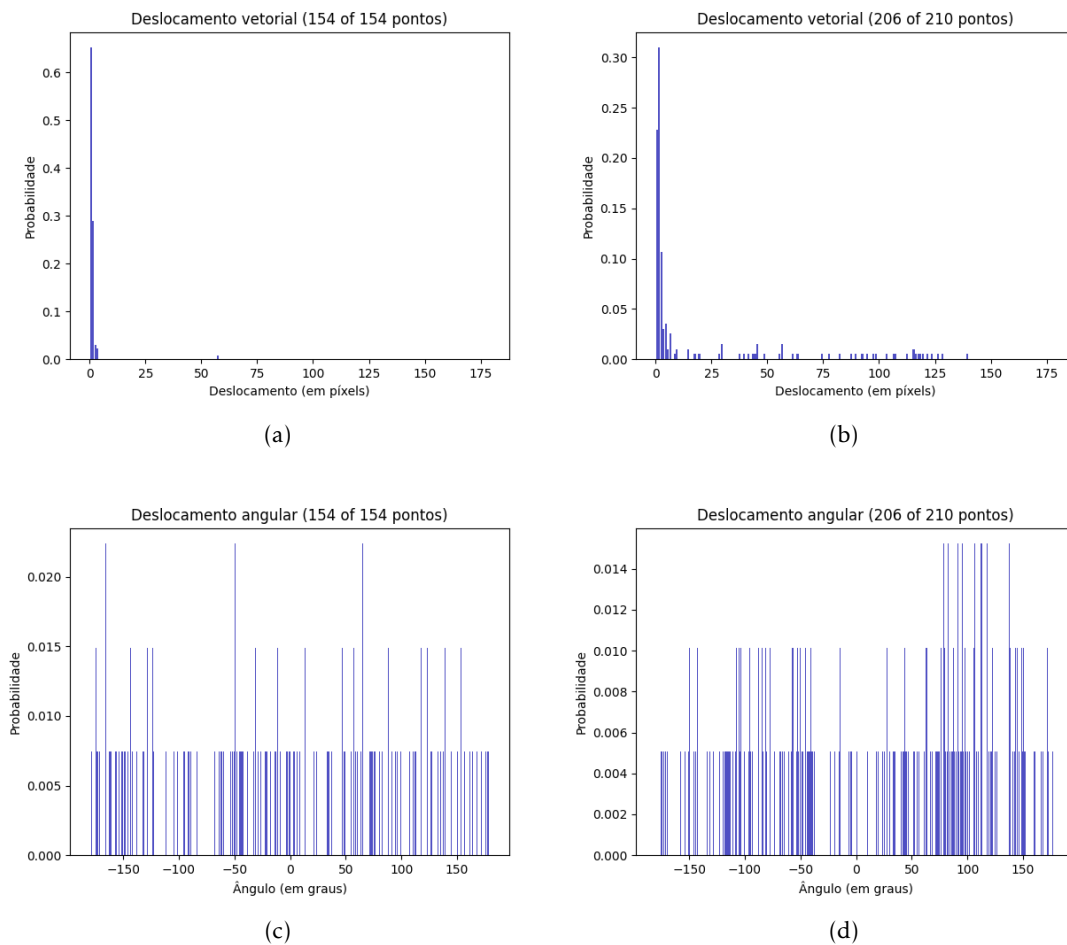 Deslocamento vetorial (154 of 154 pontos)
Probabilidade
0.6
0.5
0.4
0.3
0.2
0.1
0.0
0 25 50 75 100 125 150 175
Deslocamento (em píxels)
(a)
Deslocamento vetorial (206 of 210 pontos)
Probabilidade
0.30
0.25
0.20
0.15
0.10
0.05
0.00
0 25 50 75 100 125 150 175
Deslocamento (em píxels)
(b)
Deslocamento angular (154 of 154 pontos)
Probabilidade
0.020
0.015
0.010
0.005
0.000
−150 −100 −50 0 50 100 150
Ângulo (em graus)
(c)
Deslocamento angular (206 of 210 pontos)
Probabilidade
0.014
0.012
0.010
0.008
0.006
0.004
0.002
0.000
−150 −100 −50 0 50 100 150
Ângulo (em graus)
(d)